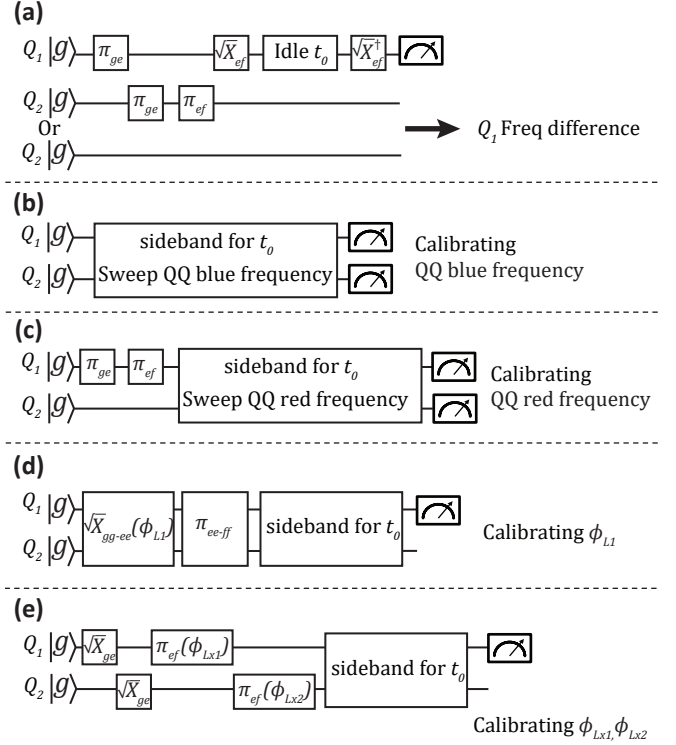 (a)
Q₁ |g⟩ π_ge √X_ef Idle t₀ √X†_ef
Q₂ |g⟩ π_ge π_ef
Or
Q₂ |g⟩
Q₁ Freq difference
(b)
Q₁ |g⟩
Q₂ |g⟩
sideband for t₀
Sweep QQ blue frequency
Calibrating
QQ blue frequency
(c)
Q₁ |g⟩ π_ge π_ef
Q₂ |g⟩
sideband for t₀
Sweep QQ red frequency
Calibrating
QQ red frequency
(d)
Q₁ |g⟩
Q₂ |g⟩
√X_gg-ee(ϕ_L1) π_ee-ff sideband for t₀
Calibrating ϕ_L1
(e)
Q₁ |g⟩ √X_ge π_ef(ϕ_Lx1)
Q₂ |g⟩ √X_ge π_ef(ϕ_Lx2)
sideband for t₀
Calibrating ϕ_Lx1,ϕ_Lx2